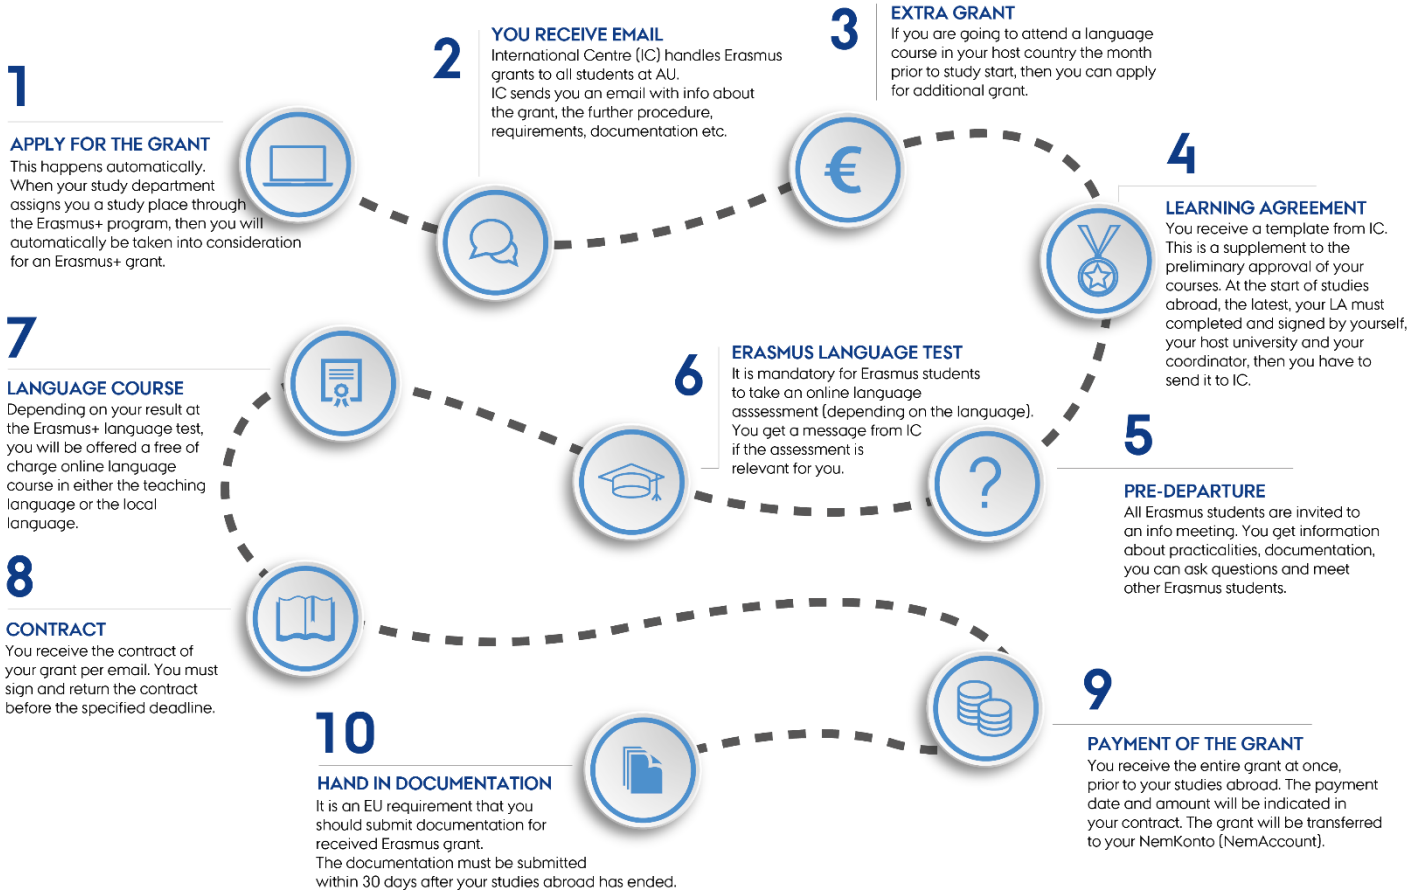 1
APPLY FOR THE GRANT
This happens automatically.
When your study department
assigns you a study place through
the Erasmus+ program, then you will
automatically be taken into consideration
for an Erasmus+ grant.
2
YOU RECEIVE EMAIL
International Centre (IC) handles Erasmus
grants to all students at AU.
IC sends you an email with info about
the grant, the further procedure,
requirements, documentation etc.
3
EXTRA GRANT
If you are going to attend a language
course in your host country the month
prior to study start, then you can apply
for additional grant.
€
4
LEARNING AGREEMENT
You receive a template from IC.
This is a supplement to the
preliminary approval of your
courses. At the start of studies
abroad, the latest, your LA must
completed and signed by yourself,
your host university and your
coordinator, then you have to
send it to IC.
5
PRE-DEPARTURE
All Erasmus students are invited to
an info meeting. You get information
about practicalities, documentation,
you can ask questions and meet
other Erasmus students.
?
6
ERASMUS LANGUAGE TEST
It is mandatory for Erasmus students
to take an online language
asssessment (depending on the language).
You get a message from IC
if the assessment is
relevant for you.
7
LANGUAGE COURSE
Depending on your result at
the Erasmus+ language test,
you will be offered a free of
charge online language
course in either the teaching
language or the local
language.
8
CONTRACT
You receive the contract of
your grant per email. You must
sign and return the contract
before the specified deadline.
9
PAYMENT OF THE GRANT
You receive the entire grant at once,
prior to your studies abroad. The payment
date and amount will be indicated in
your contract. The grant will be transferred
to your NemKonto (NemAccount).
10
HAND IN DOCUMENTATION
It is an EU requirement that you
should submit documentation for
received Erasmus grant.
The documentation must be submitted
within 30 days after your studies abroad has ended.